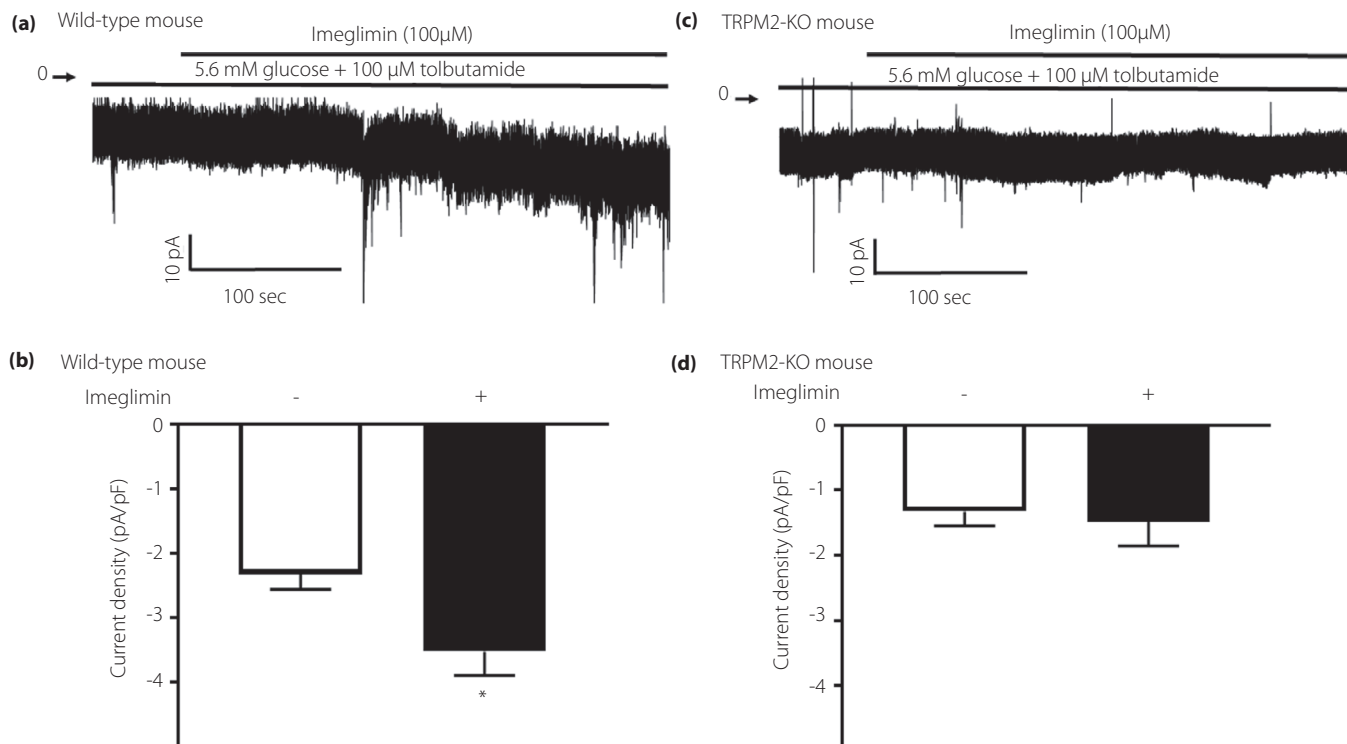 (a) Wild-type mouse
Imeglimin (100μM)
5.6 mM glucose + 100 μM tolbutamide
0
10 pA
100 sec
(c) TRPM2-KO mouse
Imeglimin (100μM)
5.6 mM glucose + 100 μM tolbutamide
0
10 pA
100 sec
(b) Wild-type mouse
Imeglimin - +
0
-1
-2
-3
-4
Current density (pA/pF)
*
(d) TRPM2-KO mouse
Imeglimin - +
0
-1
-2
-3
-4
Current density (pA/pF)